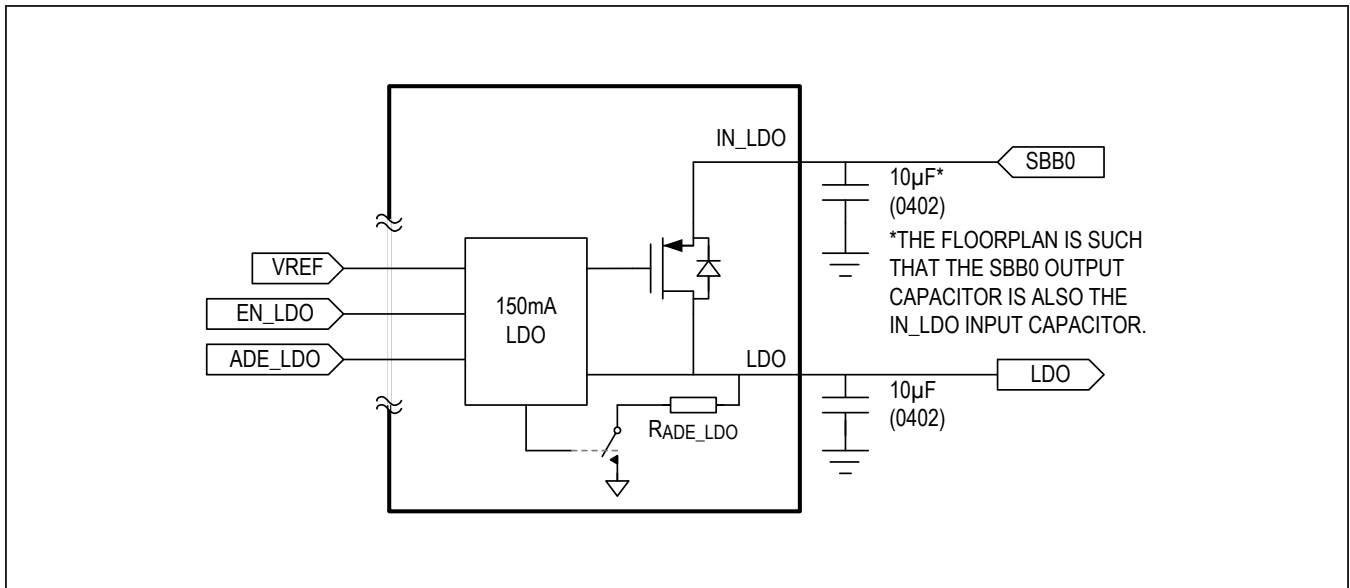 IN_LDO
SBB0
10µF*
(0402)
*THE FLOORPLAN IS SUCH
THAT THE SBB0 OUTPUT
CAPACITOR IS ALSO THE
IN_LDO INPUT CAPACITOR.
VREF
EN_LDO
ADE_LDO
150mA
LDO
LDO
LDO
10µF
(0402)
RADE_LDO